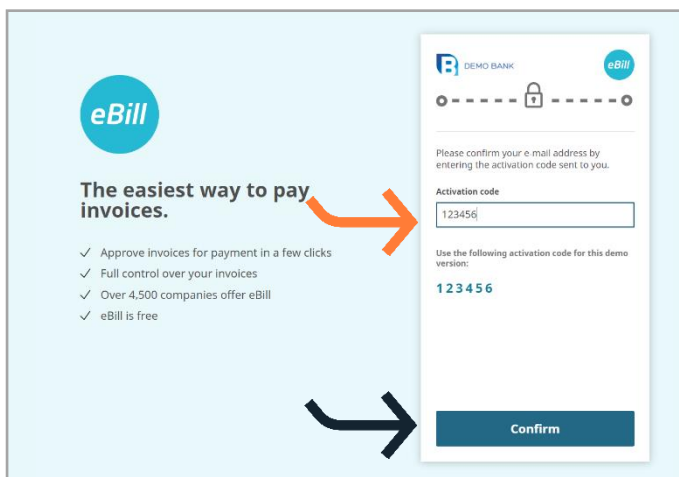 eBill
The easiest way to pay
invoices.
✓ Approve invoices for payment in a few clicks
✓ Full control over your invoices
✓ Over 4,500 companies offer eBill
✓ eBill is free
B DEMO BANK
eBill
Please confirm your e-mail address by
entering the activation code sent to you.
Activation code
123456
Use the following activation code for this demo
version:
123456
Confirm